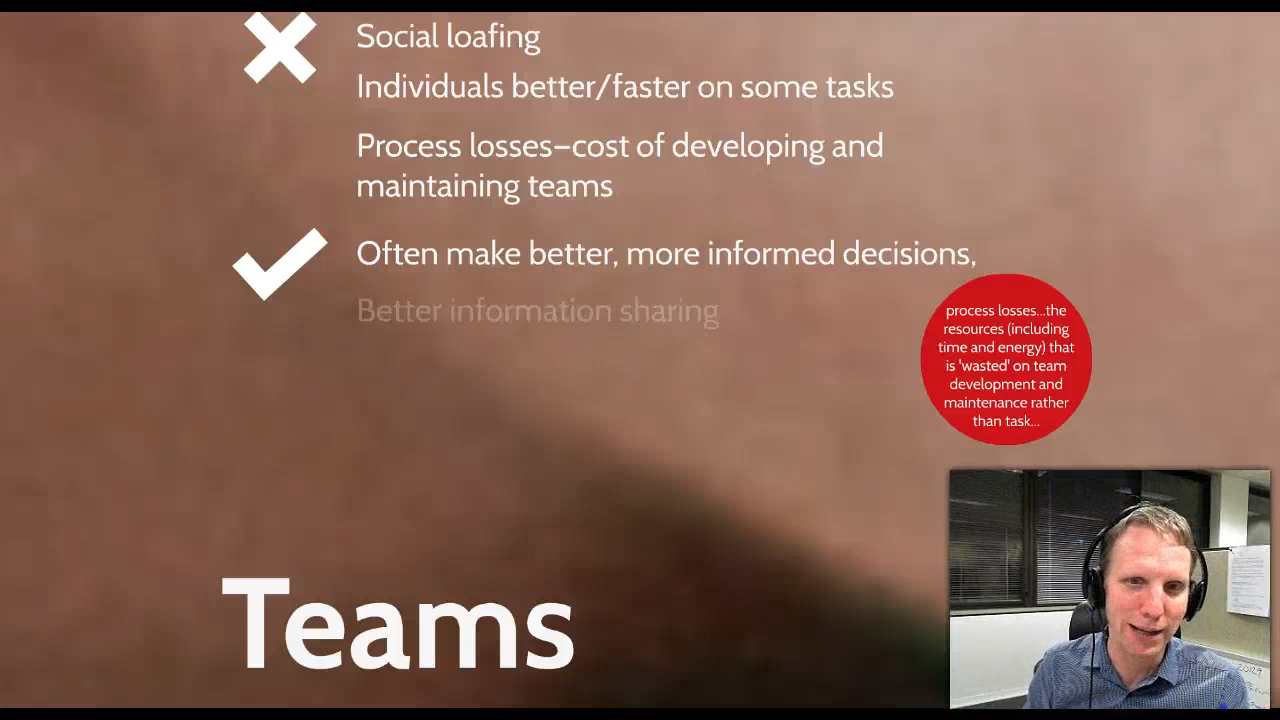 Social loafing
Individuals better/faster on some tasks
Process losses–cost of developing and
maintaining teams
Often make better, more informed decisions,
Better information sharing
process losses...the
resources (including
time and energy) that
is 'wasted' on team
development and
maintenance rather
than task...
Teams